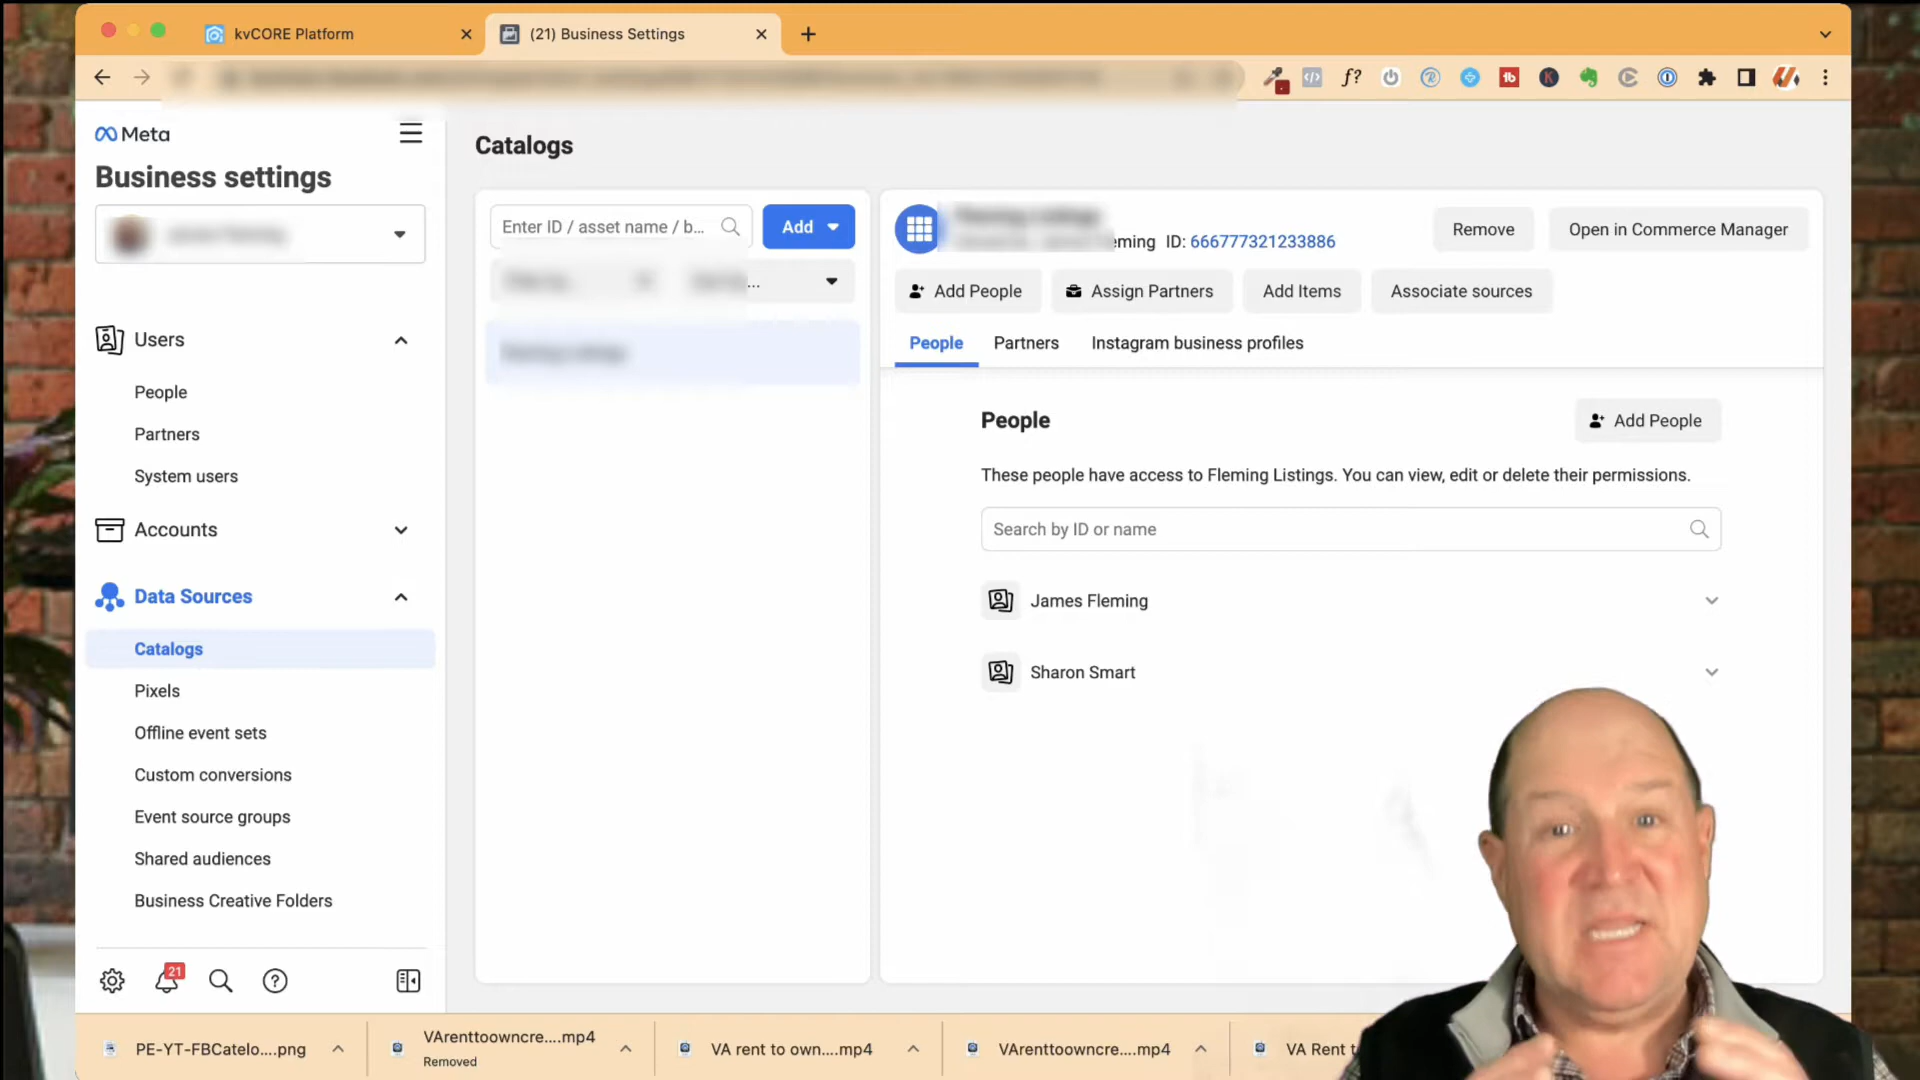 kvCORE Platform
(21) Business Settings
Meta
Business settings
Users
People
Partners
System users
Accounts
Data Sources
Catalogs
Pixels
Offline event sets
Custom conversions
Event source groups
Shared audiences
Business Creative Folders
21
Catalogs
Enter ID / asset name / b...
Add
...
eming ID: 666777321233886
Remove
Open in Commerce Manager
Add People
Assign Partners
Add Items
Associate sources
People
Partners
Instagram business profiles
People
Add People
These people have access to Fleming Listings. You can view, edit or delete their permissions.
Search by ID or name
James Fleming
Sharon Smart
PE-YT-FBCatelo....png
VArenttoowncre....mp4
Removed
VA rent to own....mp4
VArenttoowncre....mp4
VA Rent t